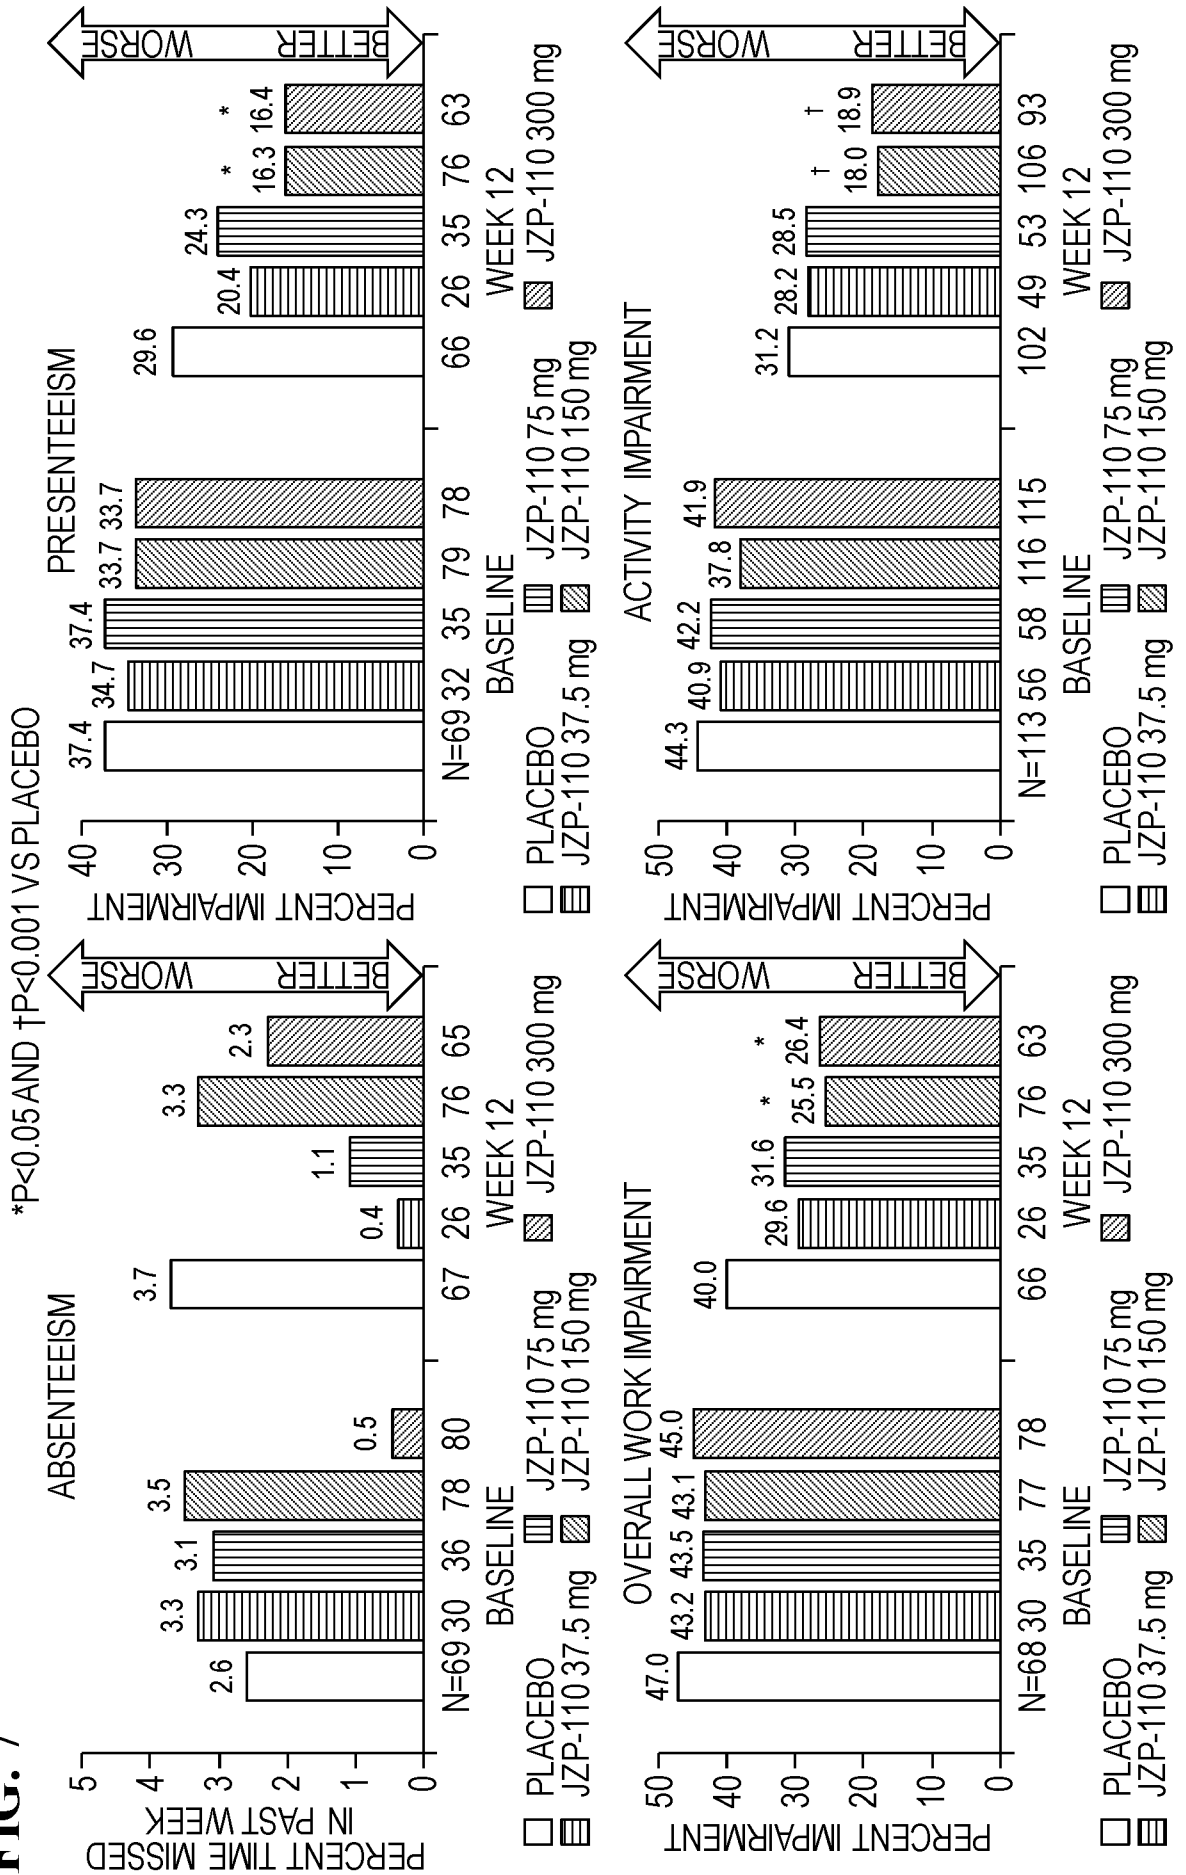 FIG. 7
*P<0.05 AND †P<0.001 VS PLACEBO
ABSENTEEISM
PERCENT TIME MISSED
IN PAST WEEK
5
4
3
2
1
0
2.6
3.3
3.1
3.5
0.5
3.7
0.4
1.1
3.3
2.3
WORSE
BETTER
N=69 30 36 78 80 67 26 35 76 65
BASELINE WEEK 12
PLACEBO JZP-110 75 mg JZP-110 300 mg
JZP-110 37.5 mg JZP-110 150 mg
PRESENTEEISM
PERCENT IMPAIRMENT
40
30
20
10
0
37.4
34.7
37.4
33.7
33.7
29.6
20.4
24.3
*
16.3
*
16.4
WORSE
BETTER
N=69 32 35 79 78 66 26 35 76 63
BASELINE WEEK 12
PLACEBO JZP-110 75 mg JZP-110 300 mg
JZP-110 37.5 mg JZP-110 150 mg
OVERALL WORK IMPAIRMENT
PERCENT IMPAIRMENT
50
40
30
20
10
0
47.0
43.2
43.5
43.1
45.0
40.0
29.6
31.6
*
25.5
*
26.4
WORSE
BETTER
N=68 30 35 77 78 66 26 35 76 63
BASELINE WEEK 12
PLACEBO JZP-110 75 mg JZP-110 300 mg
JZP-110 37.5 mg JZP-110 150 mg
ACTIVITY IMPAIRMENT
PERCENT IMPAIRMENT
50
40
30
20
10
0
44.3
40.9
42.2
37.8
41.9
31.2
28.2
28.5
†
18.0
†
18.9
WORSE
BETTER
N=113 56 58 116 115 102 49 53 106 93
BASELINE WEEK 12
PLACEBO JZP-110 75 mg JZP-110 300 mg
JZP-110 37.5 mg JZP-110 150 mg